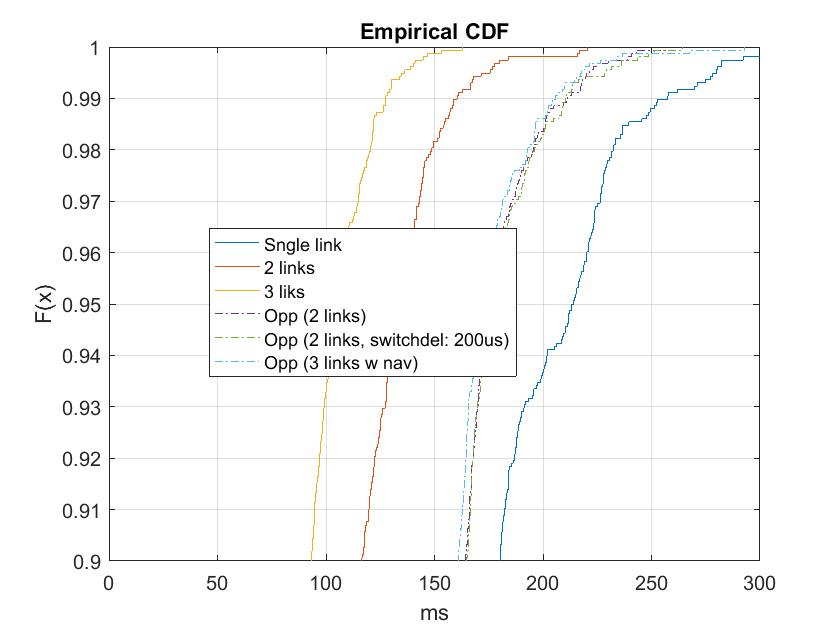 Empirical CDF
1
0.99
0.98
0.97
0.96
0.95
0.94
0.93
0.92
0.91
0.9
F(x)
Sngle link
2 links
3 liks
Opp (2 links)
Opp (2 links, switchdel: 200us)
Opp (3 links w nav)
0 50 100 150 200 250 300
ms